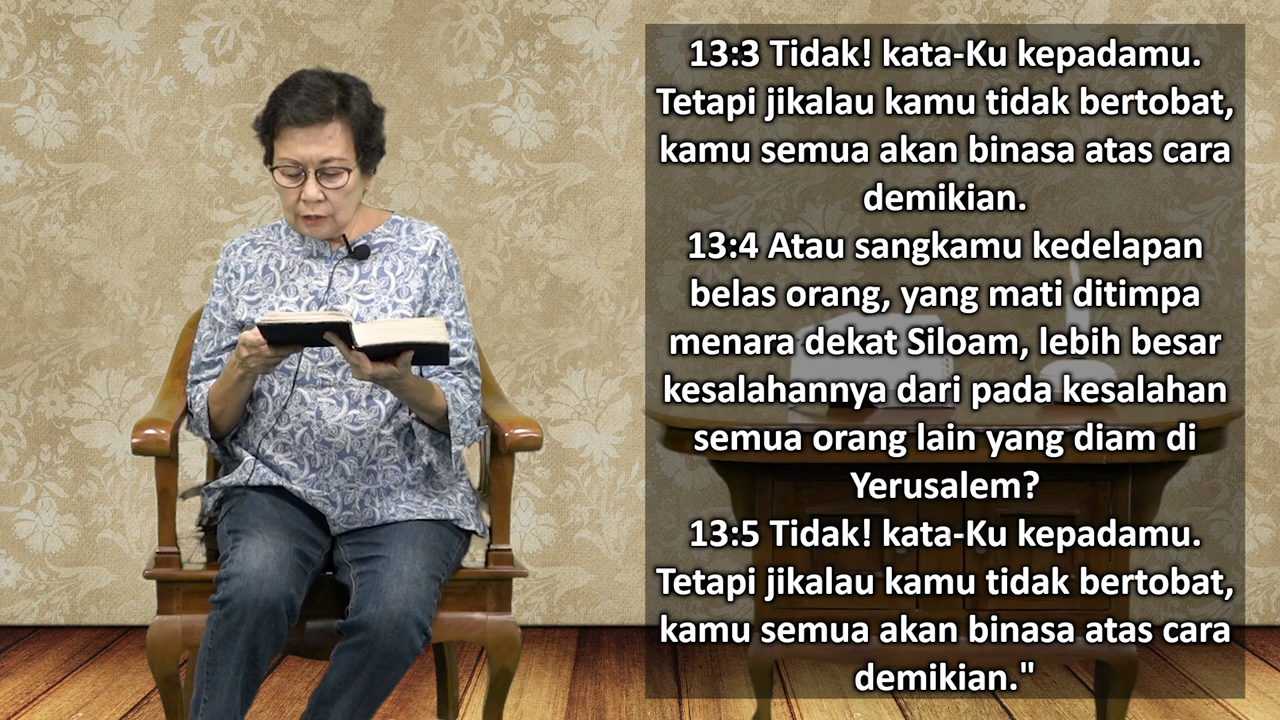 13:3 Tidak! kata-Ku kepadamu.
Tetapi jikalau kamu tidak bertobat,
kamu semua akan binasa atas cara
demikian.
13:4 Atau sangkamu kedelapan
belas orang, yang mati ditimpa
menara dekat Siloam, lebih besar
kesalahannya dari pada kesalahan
semua orang lain yang diam di
Yerusalem?
13:5 Tidak! kata-Ku kepadamu.
Tetapi jikalau kamu tidak bertobat,
kamu semua akan binasa atas cara
demikian."